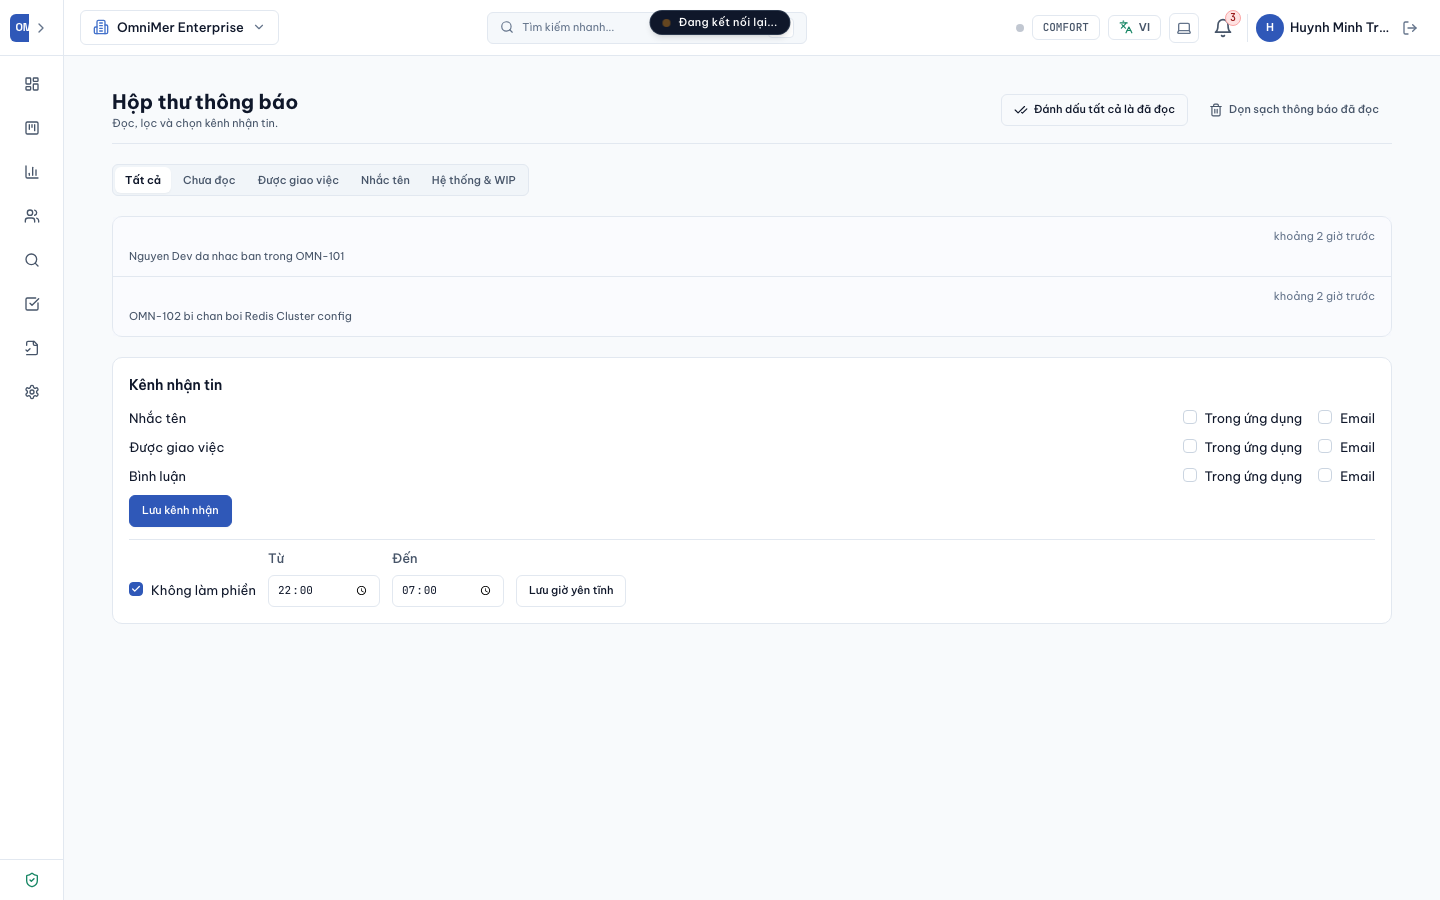 OmniMer Enterprise
Tìm kiếm nhanh...
Đang kết nối lại...
COMFORT
VI
3
H
Huynh Minh Tr...
Hộp thư thông báo
Đọc, lọc và chọn kênh nhận tin.
Đánh dấu tất cả là đã đọc
Dọn sạch thông báo đã đọc
Tất cả
Chưa đọc
Được giao việc
Nhắc tên
Hệ thống & WIP
khoảng 2 giờ trước
Nguyen Dev da nhac ban trong OMN-101
khoảng 2 giờ trước
OMN-102 bi chan boi Redis Cluster config
Kênh nhận tin
Nhắc tên
Trong ứng dụng
Email
Được giao việc
Trong ứng dụng
Email
Bình luận
Trong ứng dụng
Email
Lưu kênh nhận
Từ
Đến
Không làm phiền
22:00
07:00
Lưu giờ yên tĩnh